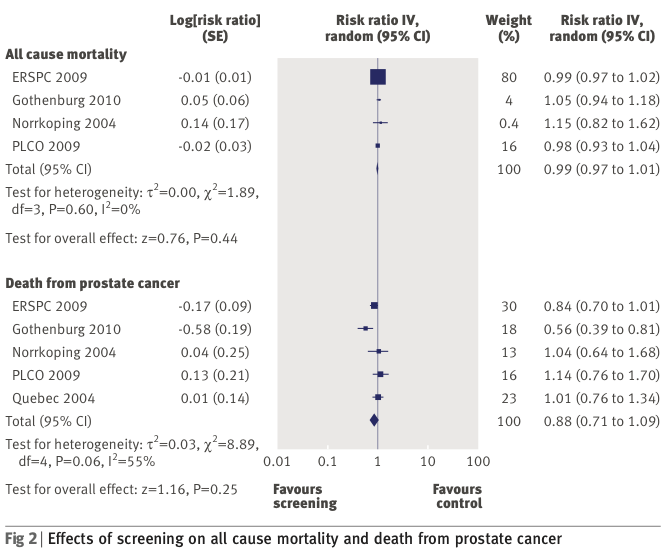 Log[risk ratio] (SE) Risk ratio IV, random (95% CI) Weight (%) Risk ratio IV, random (95% CI)
All cause mortality
ERSPC 2009 -0.01 (0.01) 80 0.99 (0.97 to 1.02)
Gothenburg 2010 0.05 (0.06) 4 1.05 (0.94 to 1.18)
Norrkoping 2004 0.14 (0.17) 0.4 1.15 (0.82 to 1.62)
PLCO 2009 -0.02 (0.03) 16 0.98 (0.93 to 1.04)
Total (95% CI) 100 0.99 (0.97 to 1.01)
Test for heterogeneity: τ²=0.00, χ²=1.89,
df=3, P=0.60, I²=0%
Test for overall effect: z=0.76, P=0.44
Death from prostate cancer
ERSPC 2009 -0.17 (0.09) 30 0.84 (0.70 to 1.01)
Gothenburg 2010 -0.58 (0.19) 18 0.56 (0.39 to 0.81)
Norrkoping 2004 0.04 (0.25) 13 1.04 (0.64 to 1.68)
PLCO 2009 0.13 (0.21) 16 1.14 (0.76 to 1.70)
Quebec 2004 0.01 (0.14) 23 1.01 (0.76 to 1.34)
Total (95% CI) 100 0.88 (0.71 to 1.09)
Test for heterogeneity: τ²=0.03, χ²=8.89,
df=4, P=0.06, I²=55%
Test for overall effect: z=1.16, P=0.25
0.01 0.1 1 10 100
Favours screening Favours control
Fig 2 | Effects of screening on all cause mortality and death from prostate cancer